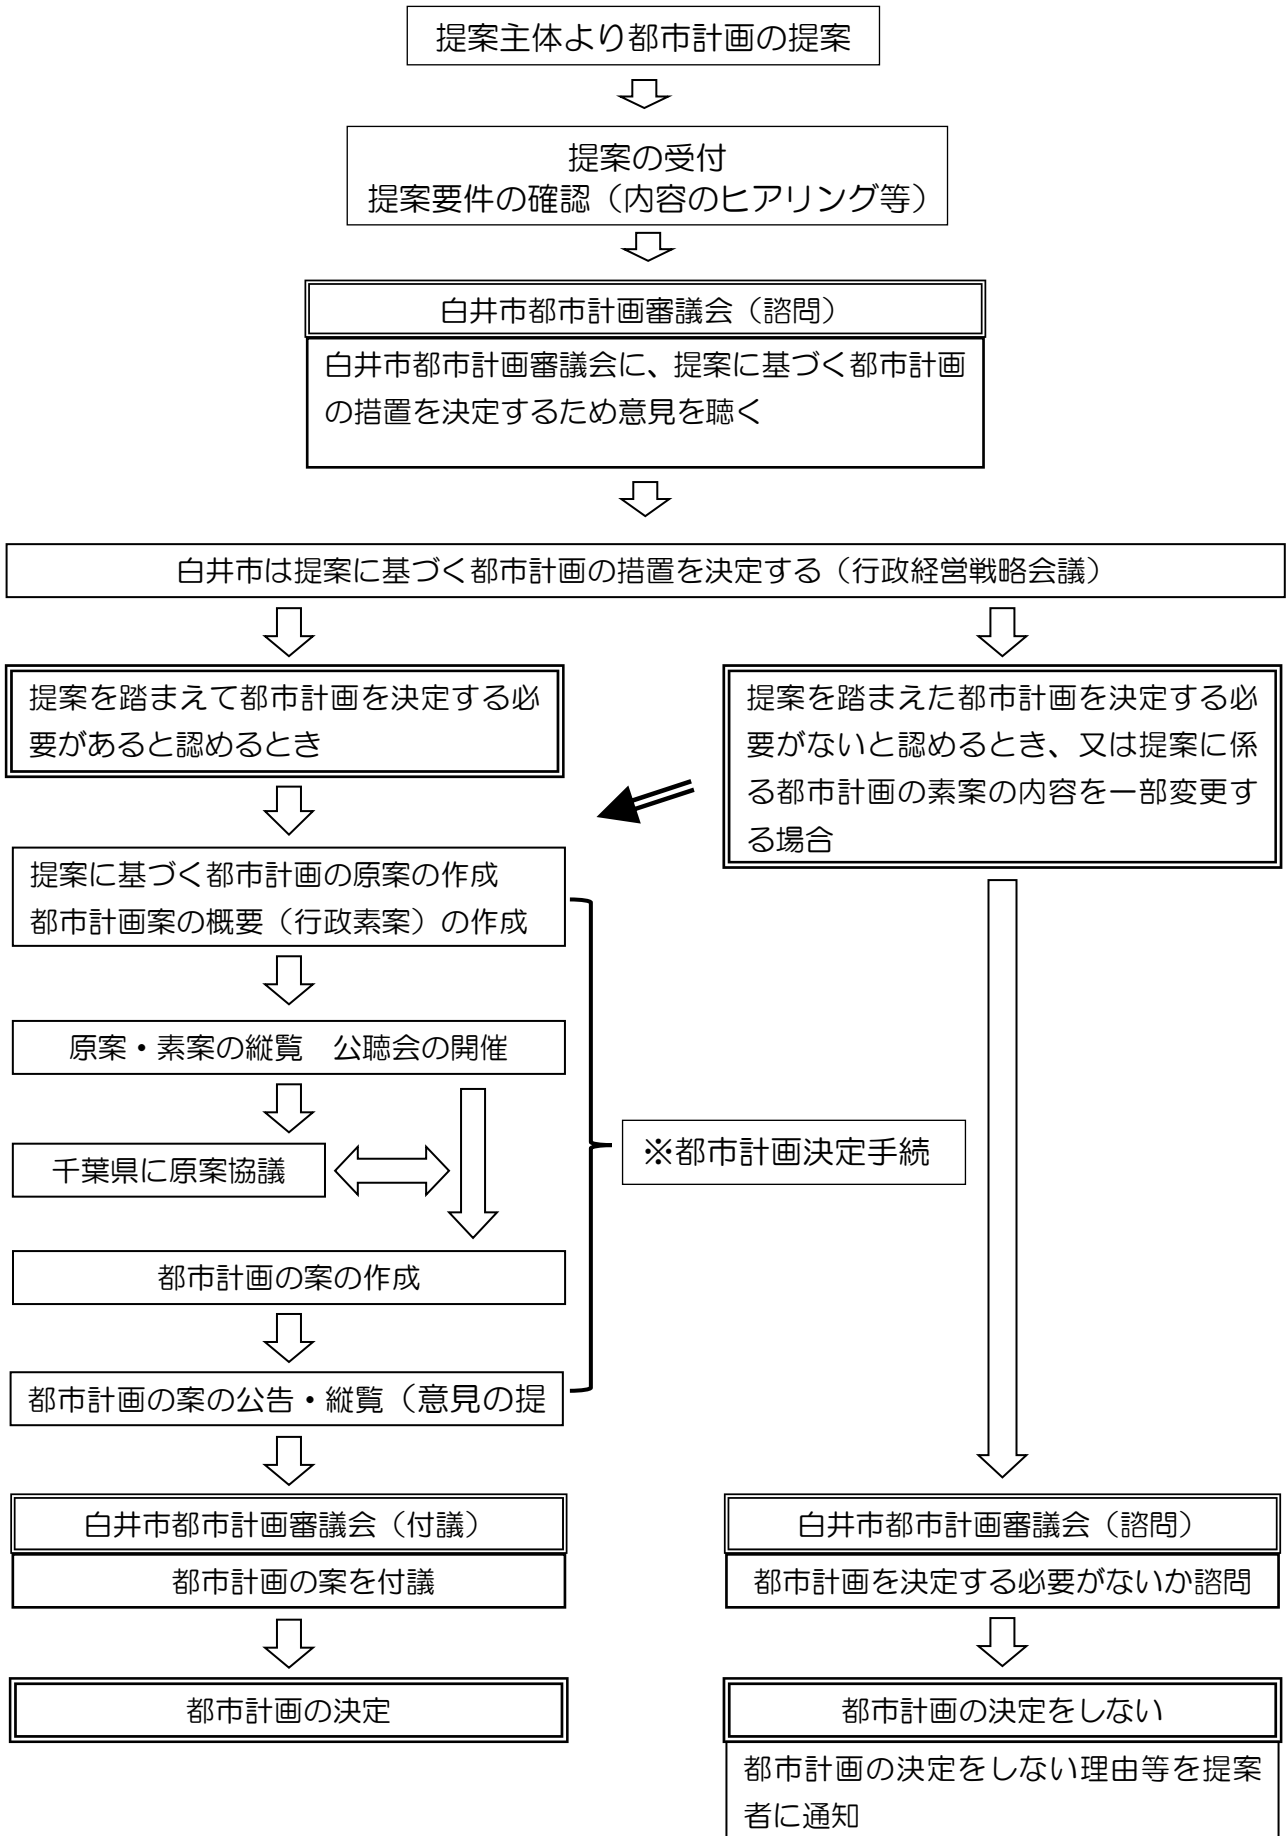 提案主体より都市計画の提案
提案の受付
提案要件の確認（内容のヒアリング等）
白井市都市計画審議会（諮問）
白井市都市計画審議会に、提案に基づく都市計画
の措置を決定するため意見を聴く
白井市は提案に基づく都市計画の措置を決定する（行政経営戦略会議）
提案を踏まえて都市計画を決定する必
要があると認めるとき
提案を踏まえた都市計画を決定する必
要がないと認めるとき、又は提案に係
る都市計画の素案の内容を一部変更す
る場合
提案に基づく都市計画の原案の作成
都市計画案の概要（行政素案）の作成
原案・素案の縦覧　公聴会の開催
千葉県に原案協議
※都市計画決定手続
都市計画の案の作成
都市計画の案の公告・縦覧（意見の提
白井市都市計画審議会（付議）
都市計画の案を付議
都市計画の決定
白井市都市計画審議会（諮問）
都市計画を決定する必要がないか諮問
都市計画の決定をしない
都市計画の決定をしない理由等を提案
者に通知